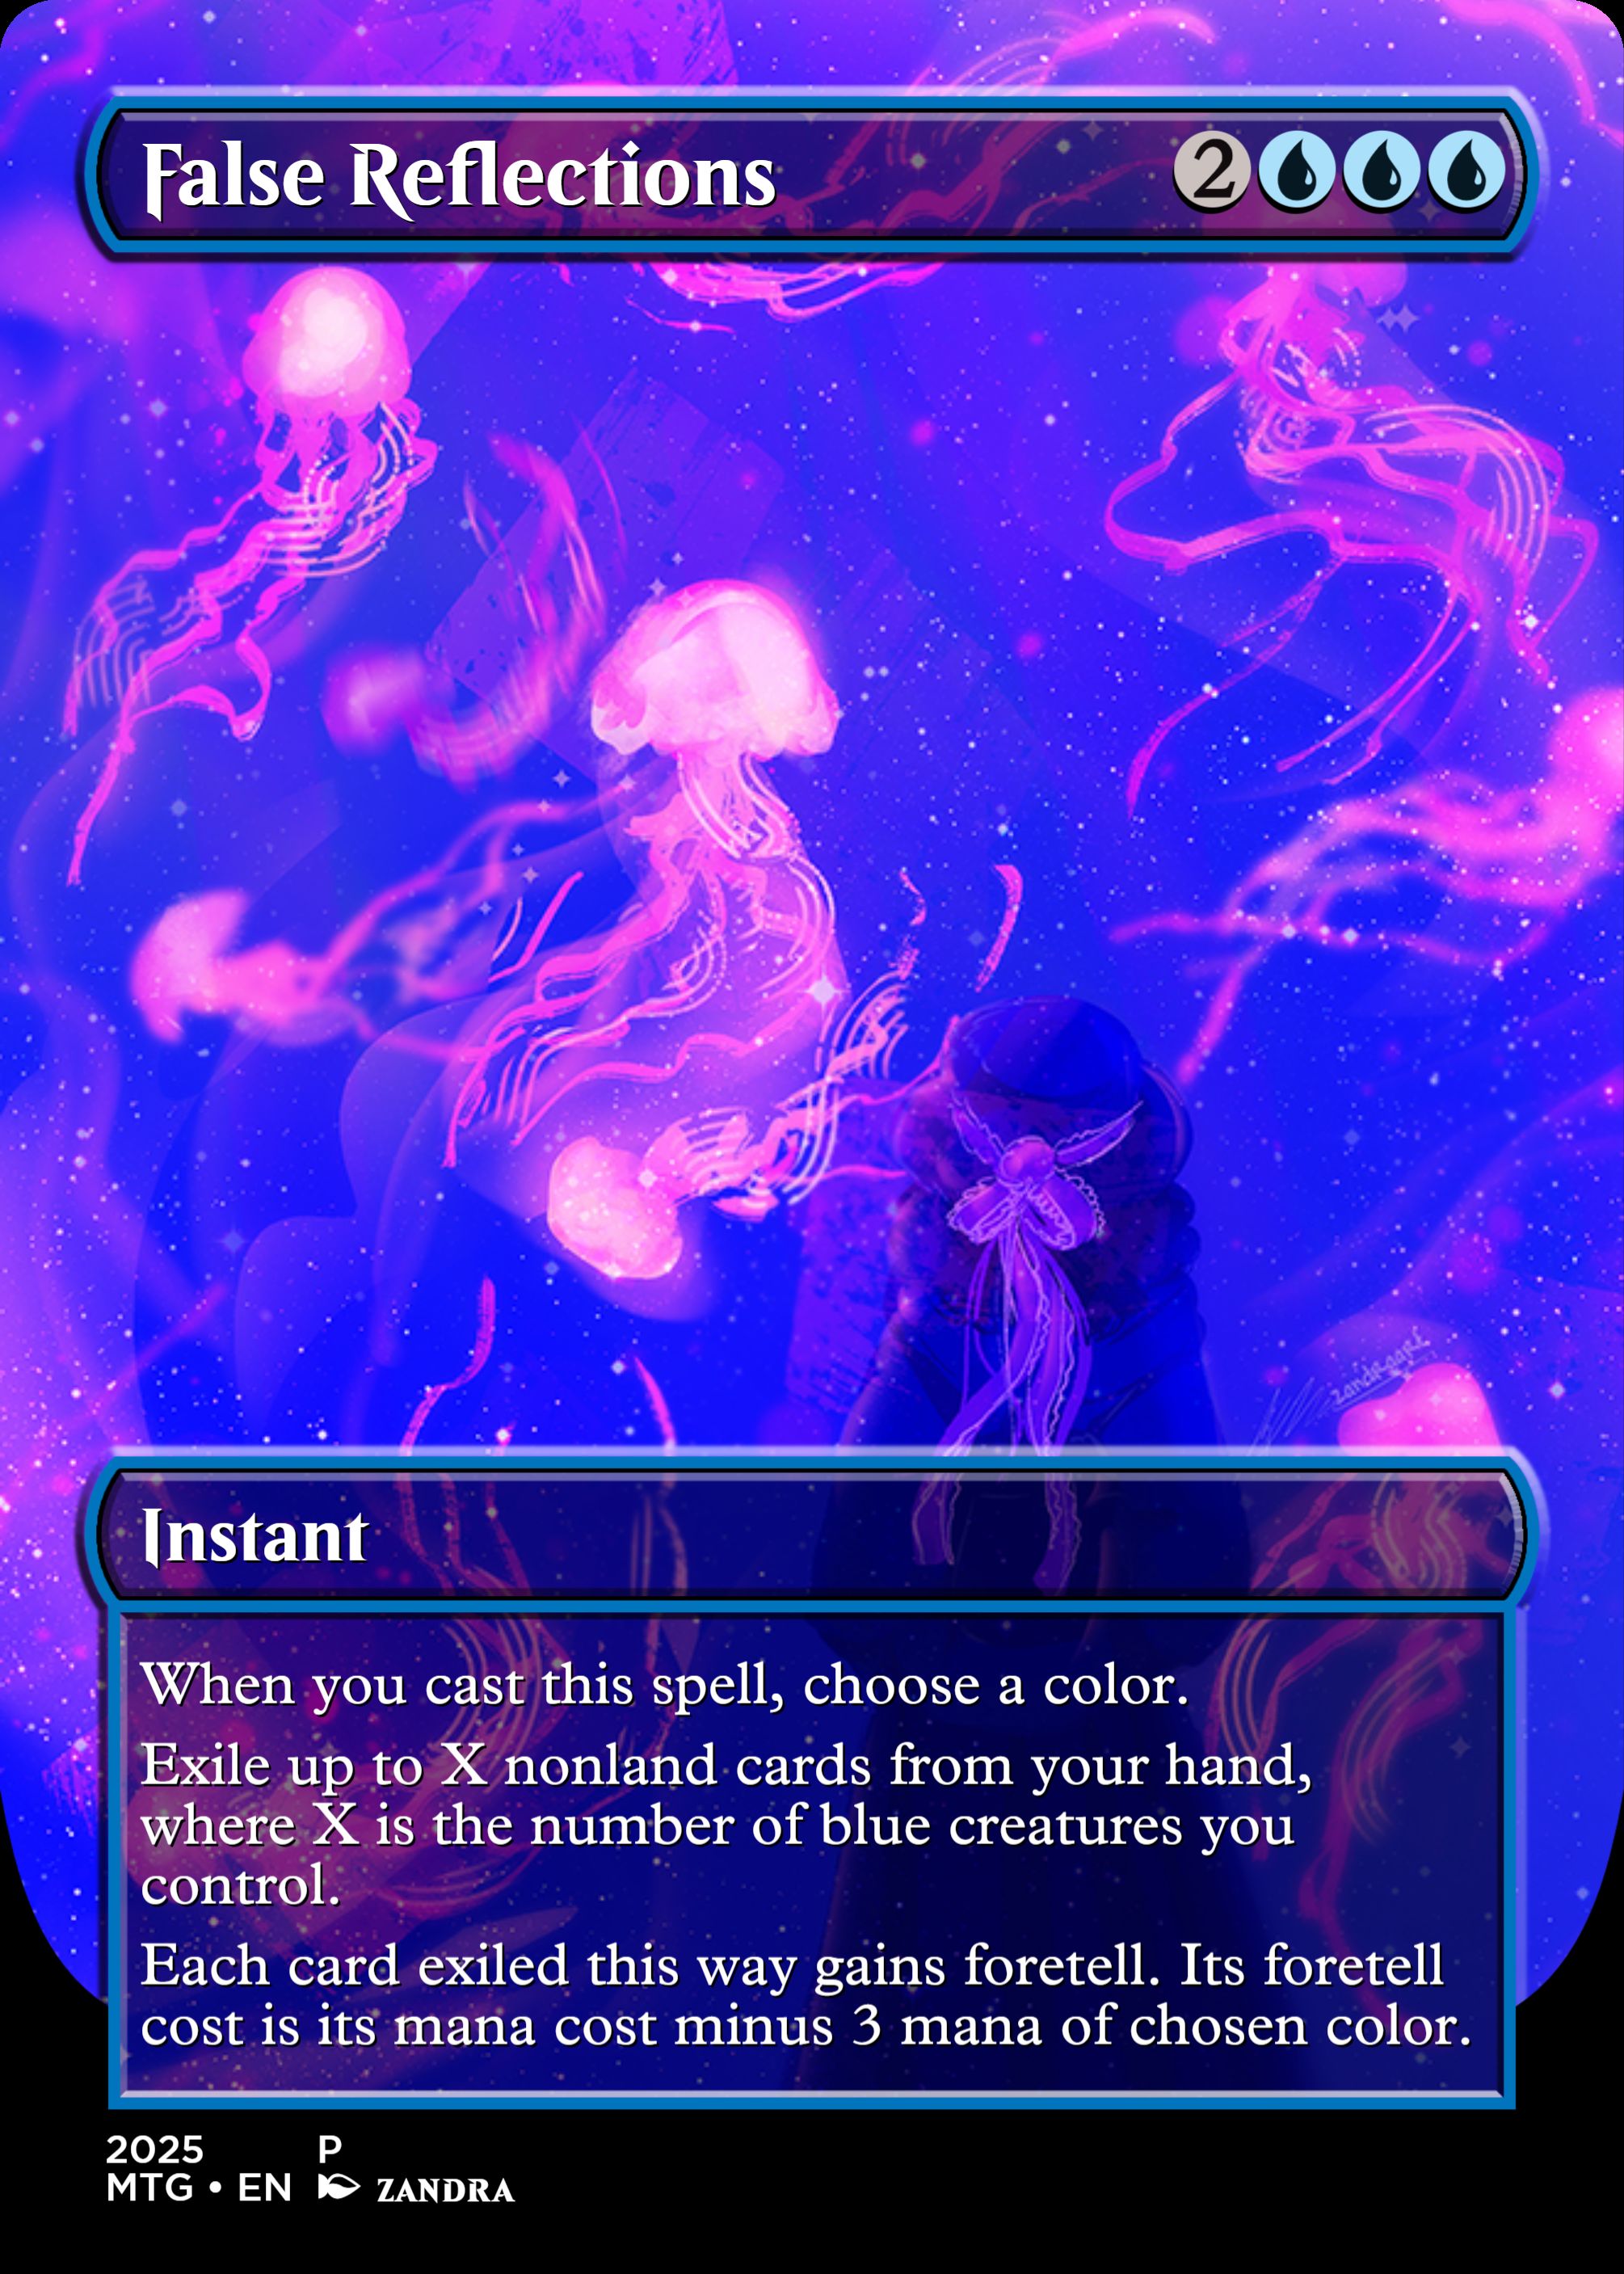 False Reflections 2
Instant
When you cast this spell, choose a color.
Exile up to X nonland cards from your hand,
where X is the number of blue creatures you
control.
Each card exiled this way gains foretell. Its foretell
cost is its mana cost minus 3 mana of chosen color.
2025 P
MTG • EN ZANDRA